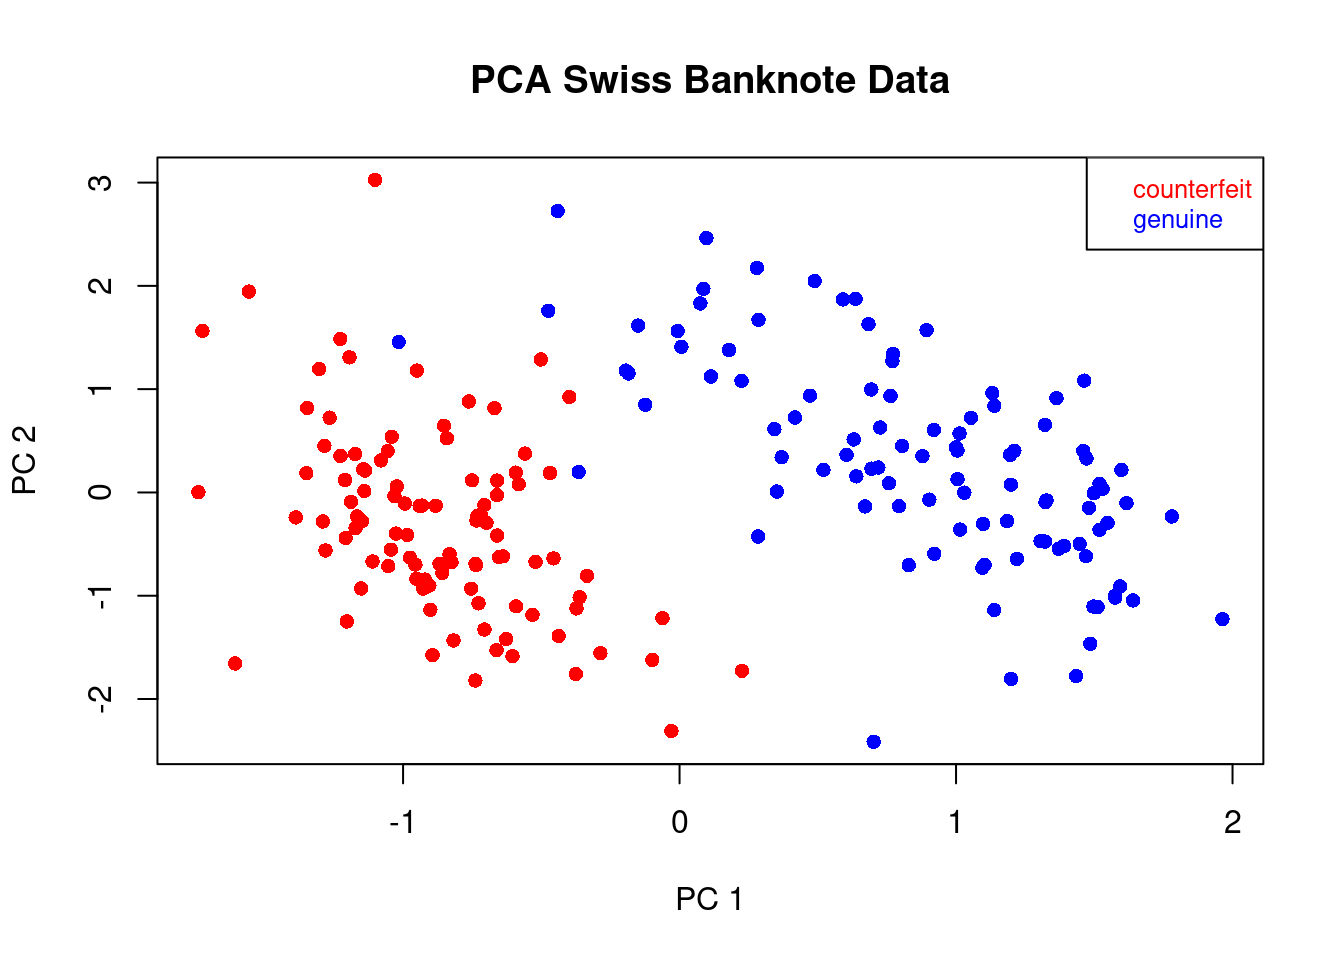 PCA Swiss Banknote Data
counterfeit
genuine
3
2
1
0
-1
-2
PC 2
-1 0 1 2
PC 1